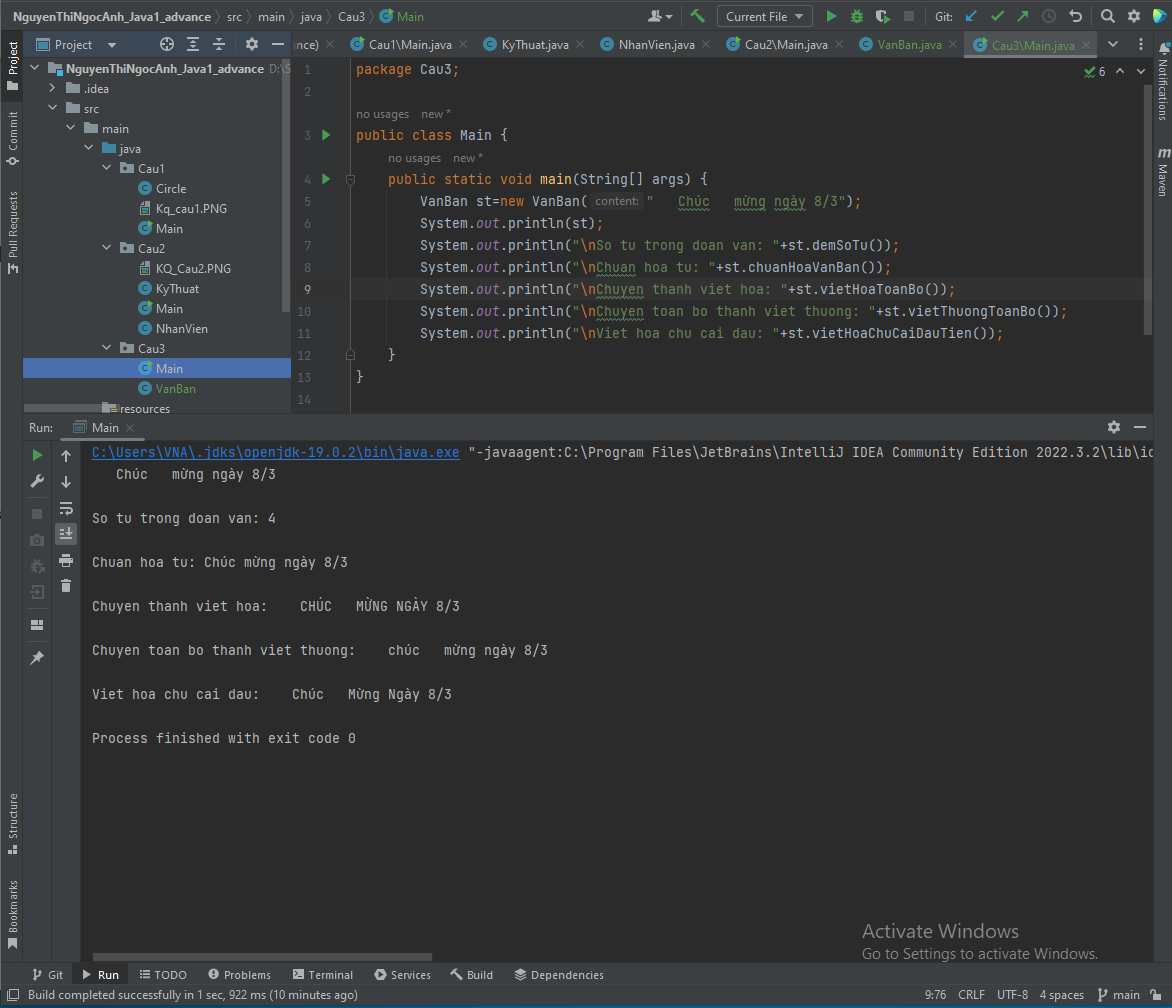 NguyenThiNgocAnh_Java1_advance src main java Cau3 Main Current File Git:
Project
nce) Cau1\Main.java KyThuat.java NhanVien.java Cau2\Main.java VanBan.java Cau3\Main.java
NguyenThiNgocAnh_Java1_advance D:\S
.idea
src
main
java
Cau1
Circle
Kq_cau1.PNG
Main
Cau2
KQ_Cau2.PNG
KyThuat
Main
NhanVien
Cau3
Main
VanBan
resources
6
1 package Cau3;
2
no usages new *
3 public class Main {
no usages new *
4 public static void main(String[] args) {
5 VanBan st=new VanBan( content: "   Chúc   mừng ngày 8/3");
6 System.out.println(st);
7 System.out.println("\nSo tu trong doan van: "+st.demSoTu());
8 System.out.println("\nChuan hoa tu: "+st.chuanHoaVanBan());
9 System.out.println("\nChuyen thanh viet hoa: "+st.vietHoaToanBo());
10 System.out.println("\nChuyen toan bo thanh viet thuong: "+st.vietThuongToanBo());
11 System.out.println("\nViet hoa chu cai dau: "+st.vietHoaChuCaiDauTien());
12 }
13 }
14
Run: Main
C:\Users\VNA\.jdks\openjdk-19.0.2\bin\java.exe "-javaagent:C:\Program Files\JetBrains\IntelliJ IDEA Community Edition 2022.3.2\lib\id
Chúc   mừng ngày 8/3
So tu trong doan van: 4
Chuan hoa tu: Chúc mừng ngày 8/3
Chuyen thanh viet hoa:    CHÚC   MỪNG NGÀY 8/3
Chuyen toan bo thanh viet thuong:    chúc   mừng ngày 8/3
Viet hoa chu cai dau:    Chúc   Mừng Ngày 8/3
Process finished with exit code 0
Project
Commit
Pull Requests
Structure
Bookmarks
Notifications
m Maven
Activate Windows
Go to Settings to activate Windows.
Git Run TODO Problems Terminal Services Build Dependencies
Build completed successfully in 1 sec, 922 ms (10 minutes ago) 9:76 CRLF UTF-8 4 spaces main